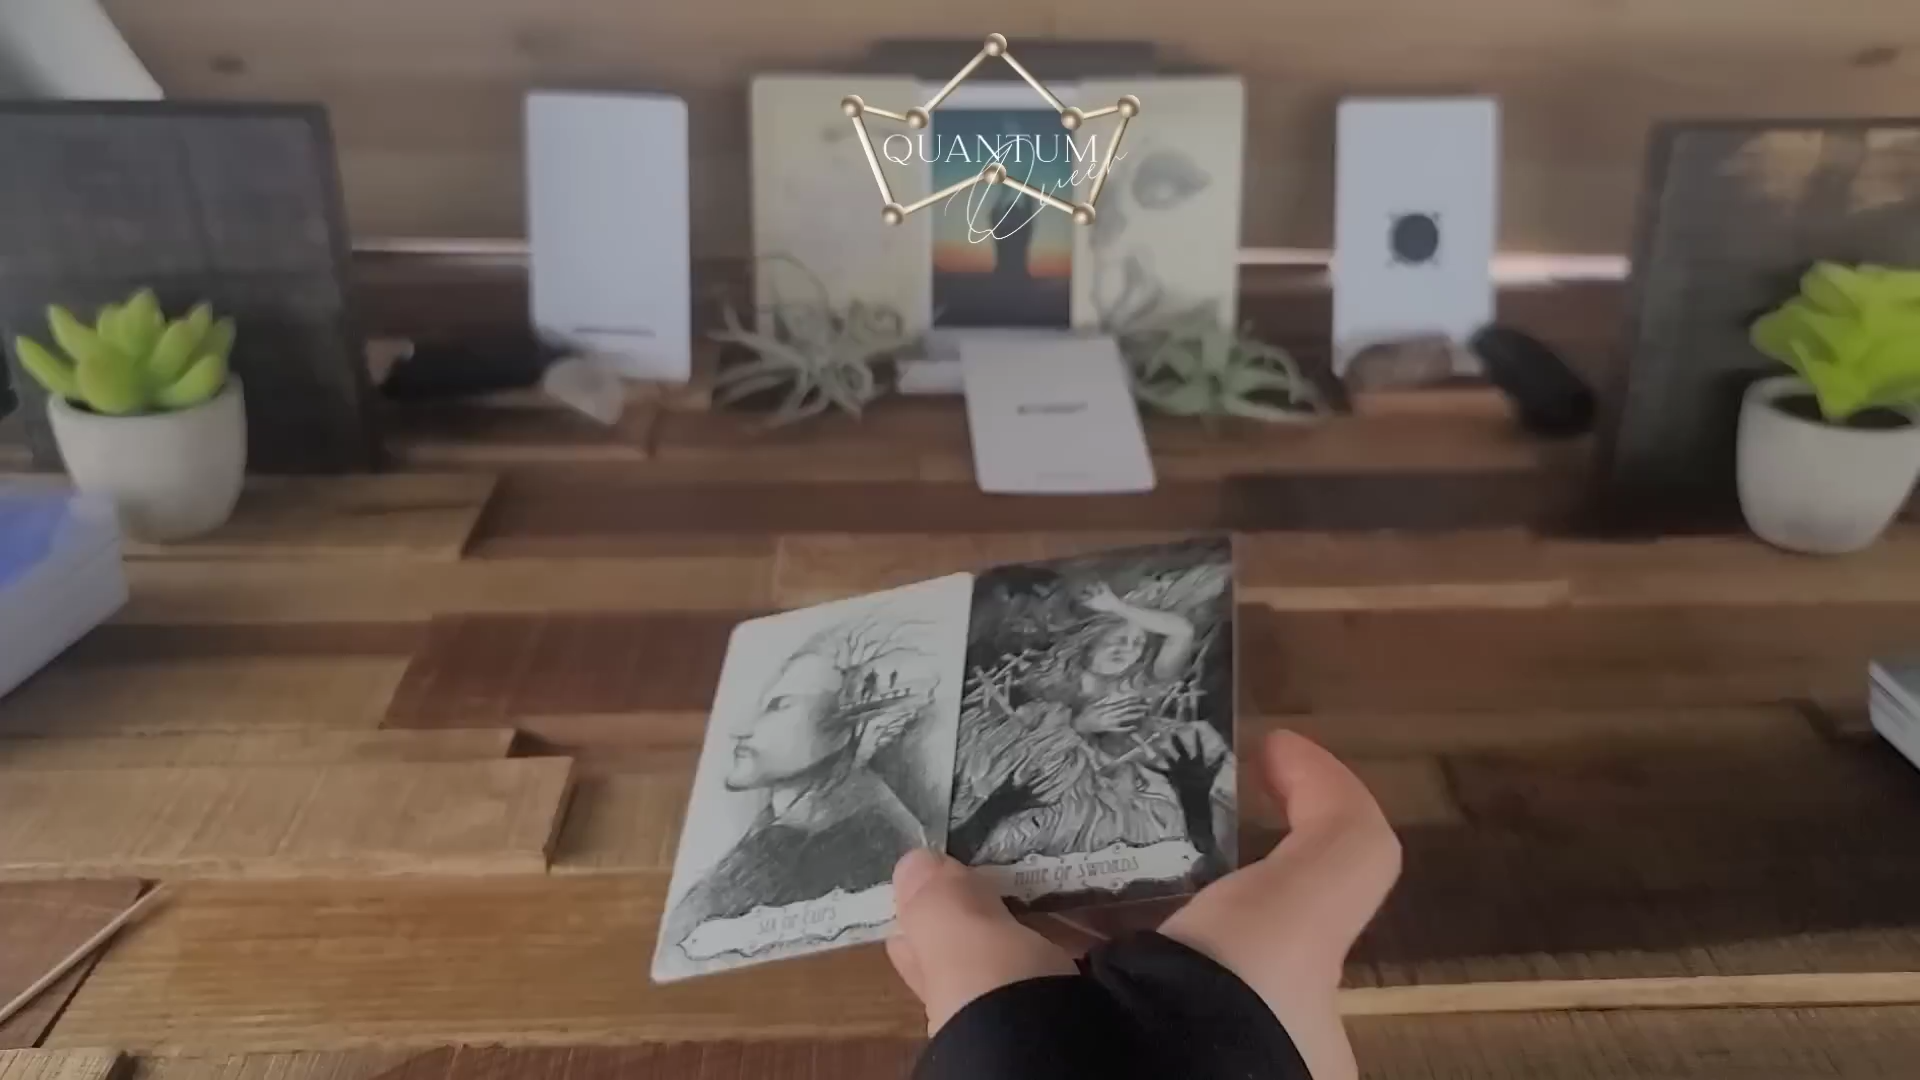 QUANTUM
Queen
SIX OF CUPS
NINE OF SWORDS